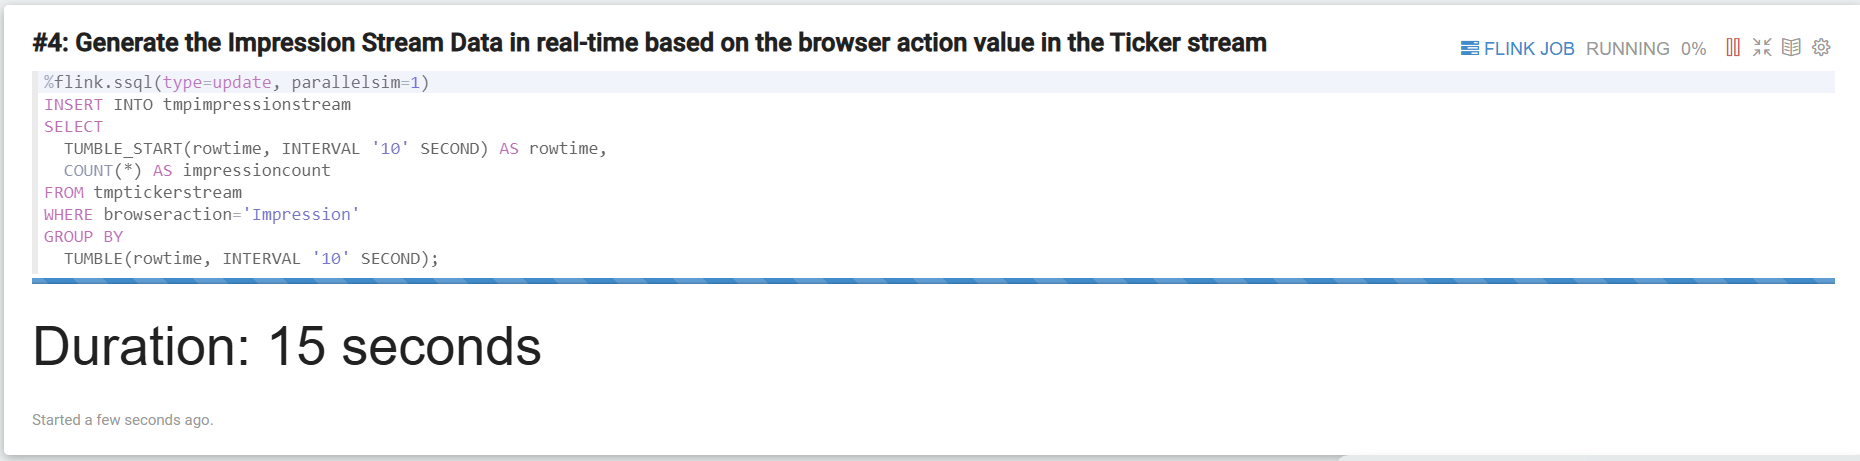 #4: Generate the Impression Stream Data in real-time based on the browser action value in the Ticker stream
FLINK JOB RUNNING 0%
%flink.ssql(type=update, parallelsim=1)
INSERT INTO tmpimpressionstream
SELECT
  TUMBLE_START(rowtime, INTERVAL '10' SECOND) AS rowtime,
  COUNT(*) AS impressioncount
FROM tmptickerstream
WHERE browseraction='Impression'
GROUP BY
  TUMBLE(rowtime, INTERVAL '10' SECOND);
Duration: 15 seconds
Started a few seconds ago.